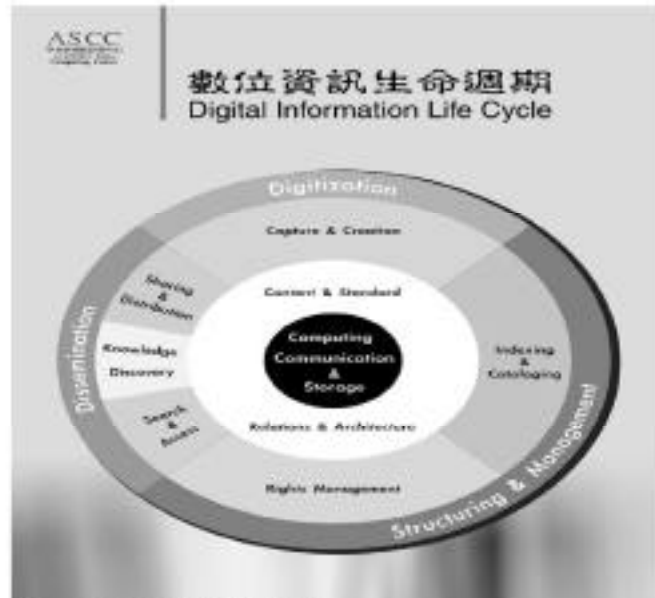 ASCC
數位資訊生命週期
Digital Information Life Cycle
Digitization
Capture & Creation
Sharing
&
Distribution
Content & Standard
Computing
Communication
&
Storage
Knowledge
Discovery
Indexing
&
Cataloging
Dissemination
Search
&
Access
Relations & Architecture
Rights Management
Structuring & Management